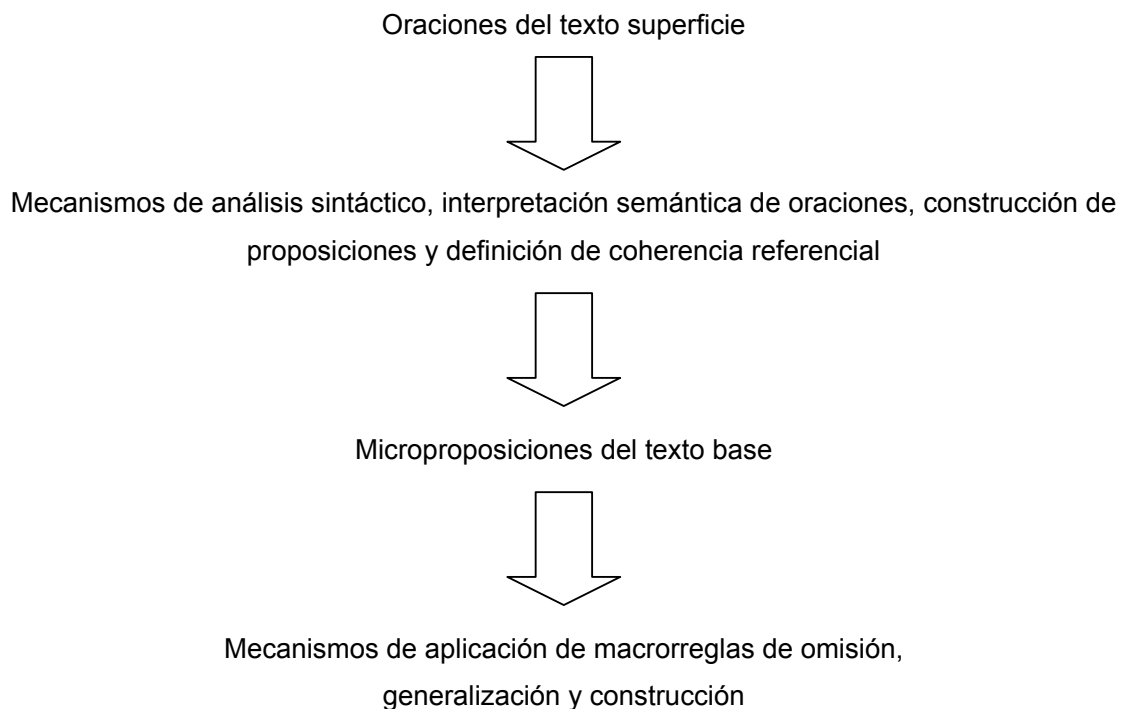 Oraciones del texto superficie
Mecanismos de análisis sintáctico, interpretación semántica de oraciones, construcción de
proposiciones y definición de coherencia referencial
Microproposiciones del texto base
Mecanismos de aplicación de macrorreglas de omisión,
generalización y construcción